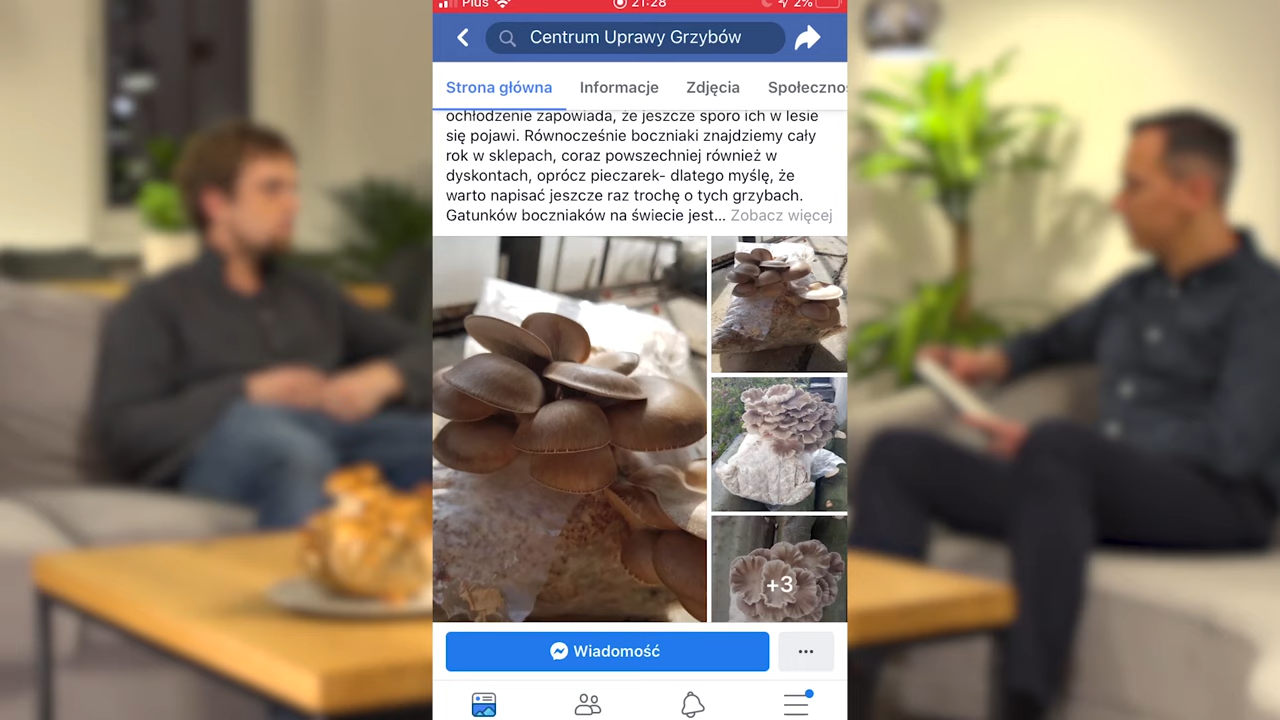 Plus 21:28 2%
Centrum Uprawy Grzybów
Strona główna Informacje Zdjęcia Społecznoś
ochłodzenie zapowiada, że jeszcze sporo ich w lesie
się pojawi. Równocześnie boczniaki znajdziemy cały
rok w sklepach, coraz powszechniej również w
dyskontach, oprócz pieczarek- dlatego myślę, że
warto napisać jeszcze raz trochę o tych grzybach.
Gatunków boczniaków na świecie jest... Zobacz więcej
+3
Wiadomość